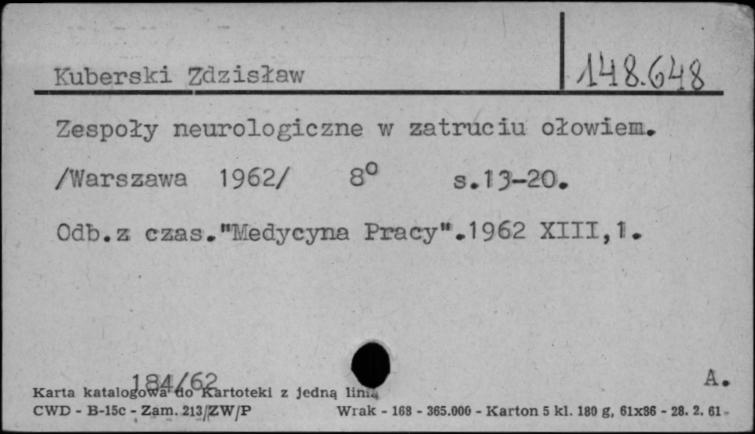 Kuberski Zdzisław 148.648
Zespoły neurologiczne w zatruciu ołowiem.
/Warszawa 1962/ 8° s.13-20.
Odb.z czas."Medycyna Pracy".1962 XIII,1.
184/62 A.
Karta katalogowa do Kartoteki z jedną linią
CWD - B-15c - Zam. 213/ZW/P Wrak - 168 - 365.000 - Karton 5 kl. 180 g, 61x86 - 28. 2. 61